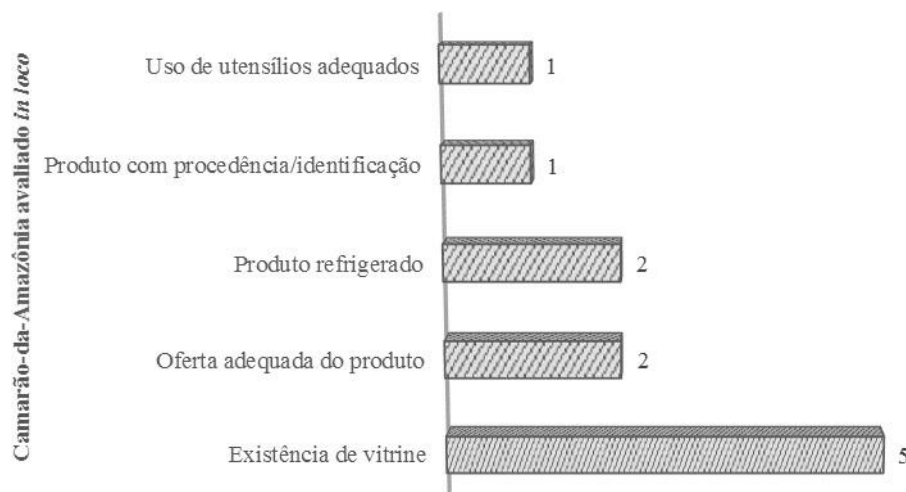 Camarão-da-Amazônia avaliado in loco
Uso de utensílios adequados 1
Produto com procedência/identificação 1
Produto refrigerado 2
Oferta adequada do produto 2
Existência de vitrine 5